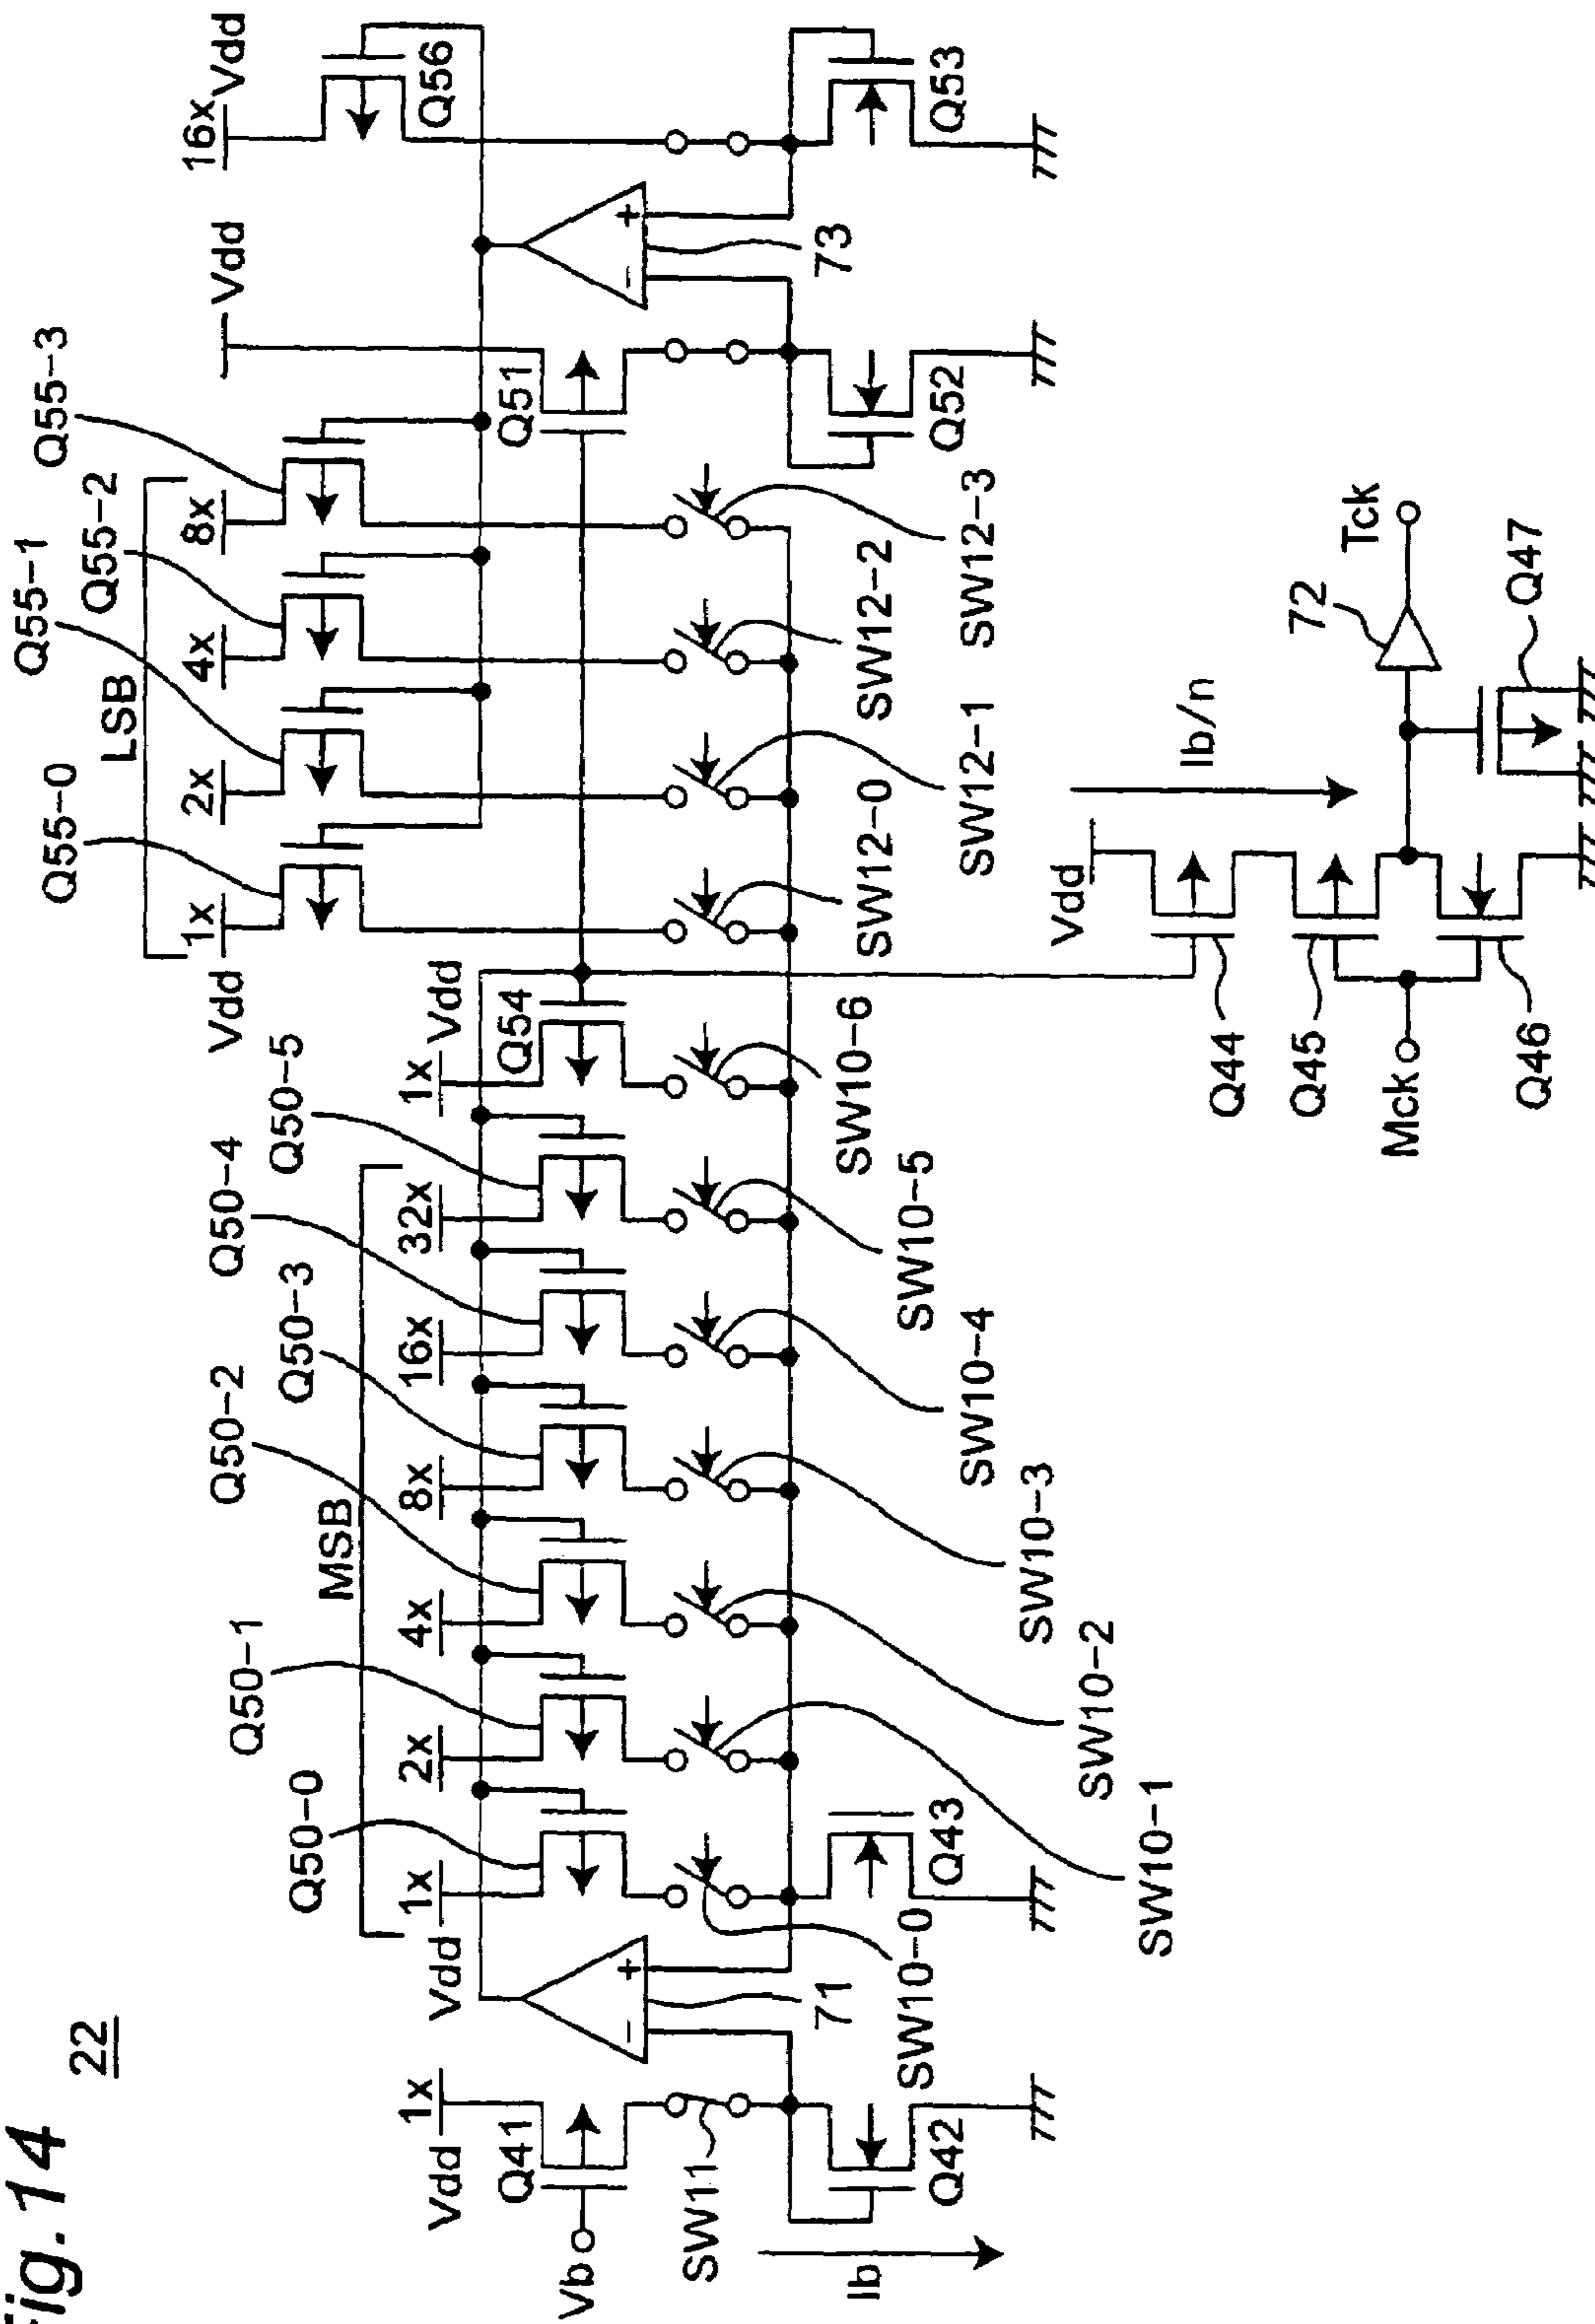 Fig. 14
22
LSB
Q55-0
Q55-1
Q55-2
Q55-3
Vdd
1x
2x
4x
8x
Vdd
16x
Vdd
Q56
MSB
Q50-0
Q50-1
Q50-2
Q50-3
Q50-4
Q50-5
Vdd
1x
Vdd
1x
2x
4x
8x
16x
32x
1x
Vdd
Vb
Q41
Q54
Q51
SW11
−
+
71
−
+
73
Ib
Q42
Q43
Q52
Q53
SW10-0
SW10-1
SW10-2
SW10-3
SW10-4
SW10-5
SW10-6
SW12-0
SW12-1
SW12-2
SW12-3
Vdd
Ib/n
Q44
Q45
Mck
Q46
72
Tck
Q47